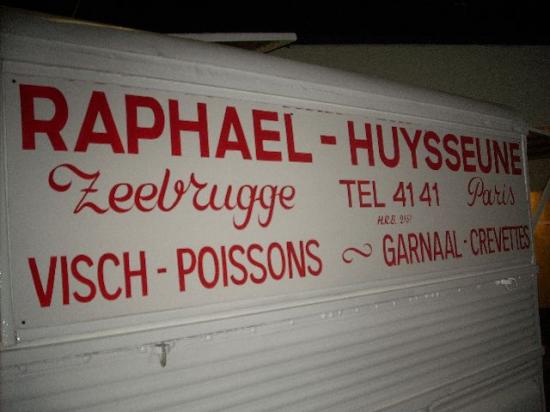 RAPHAEL - HUYSSEUNE
Zeebrugge TEL 41 41 Paris
H.R.B.
VISCH - POISSONS ~ GARNAAL - CREVETTES